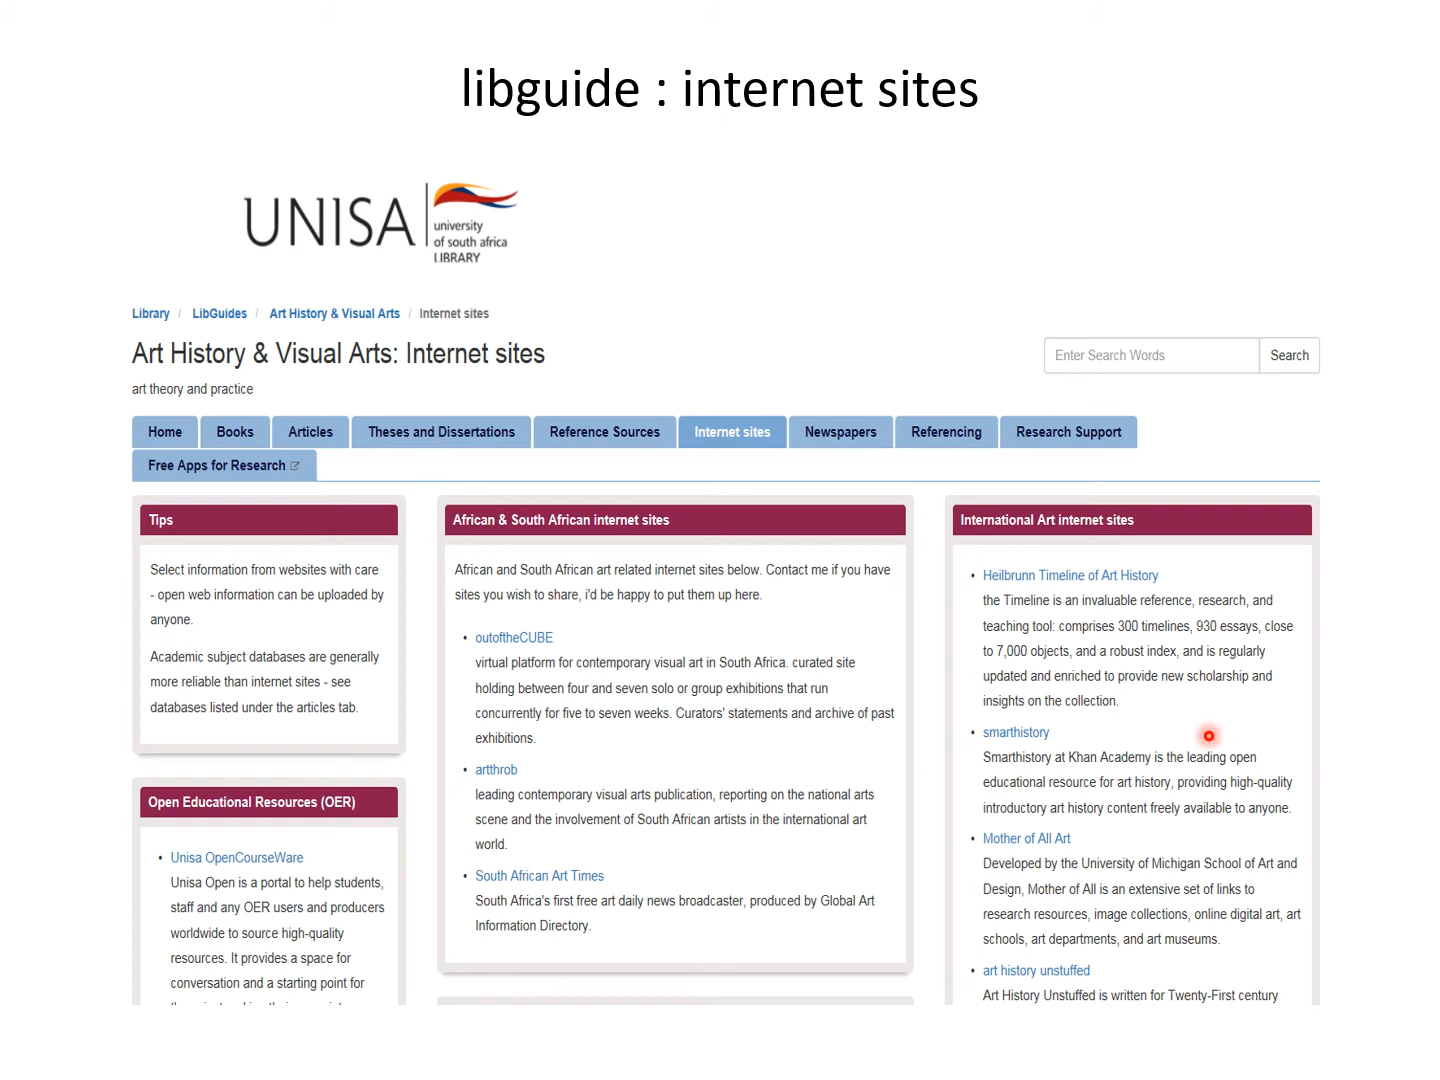 libguide : internet sites
UNISA
university
of south africa
LIBRARY
Library / LibGuides / Art History & Visual Arts / Internet sites
Art History & Visual Arts: Internet sites
Enter Search Words
Search
art theory and practice
Home
Books
Articles
Theses and Dissertations
Reference Sources
Internet sites
Newspapers
Referencing
Research Support
Free Apps for Research
Tips
Select information from websites with care
- open web information can be uploaded by
anyone.
Academic subject databases are generally
more reliable than internet sites - see
databases listed under the articles tab.
Open Educational Resources (OER)
• Unisa OpenCourseWare
Unisa Open is a portal to help students,
staff and any OER users and producers
worldwide to source high-quality
resources. It provides a space for
conversation and a starting point for
African & South African internet sites
African and South African art related internet sites below. Contact me if you have
sites you wish to share, i'd be happy to put them up here.
• outoftheCUBE
virtual platform for contemporary visual art in South Africa. curated site
holding between four and seven solo or group exhibitions that run
concurrently for five to seven weeks. Curators' statements and archive of past
exhibitions.
• artthrob
leading contemporary visual arts publication, reporting on the national arts
scene and the involvement of South African artists in the international art
world.
• South African Art Times
South Africa's first free art daily news broadcaster, produced by Global Art
Information Directory.
International Art internet sites
• Heilbrunn Timeline of Art History
the Timeline is an invaluable reference, research, and
teaching tool: comprises 300 timelines, 930 essays, close
to 7,000 objects, and a robust index, and is regularly
updated and enriched to provide new scholarship and
insights on the collection.
• smarthistory
Smarthistory at Khan Academy is the leading open
educational resource for art history, providing high-quality
introductory art history content freely available to anyone.
• Mother of All Art
Developed by the University of Michigan School of Art and
Design, Mother of All is an extensive set of links to
research resources, image collections, online digital art, art
schools, art departments, and art museums.
• art history unstuffed
Art History Unstuffed is written for Twenty-First century